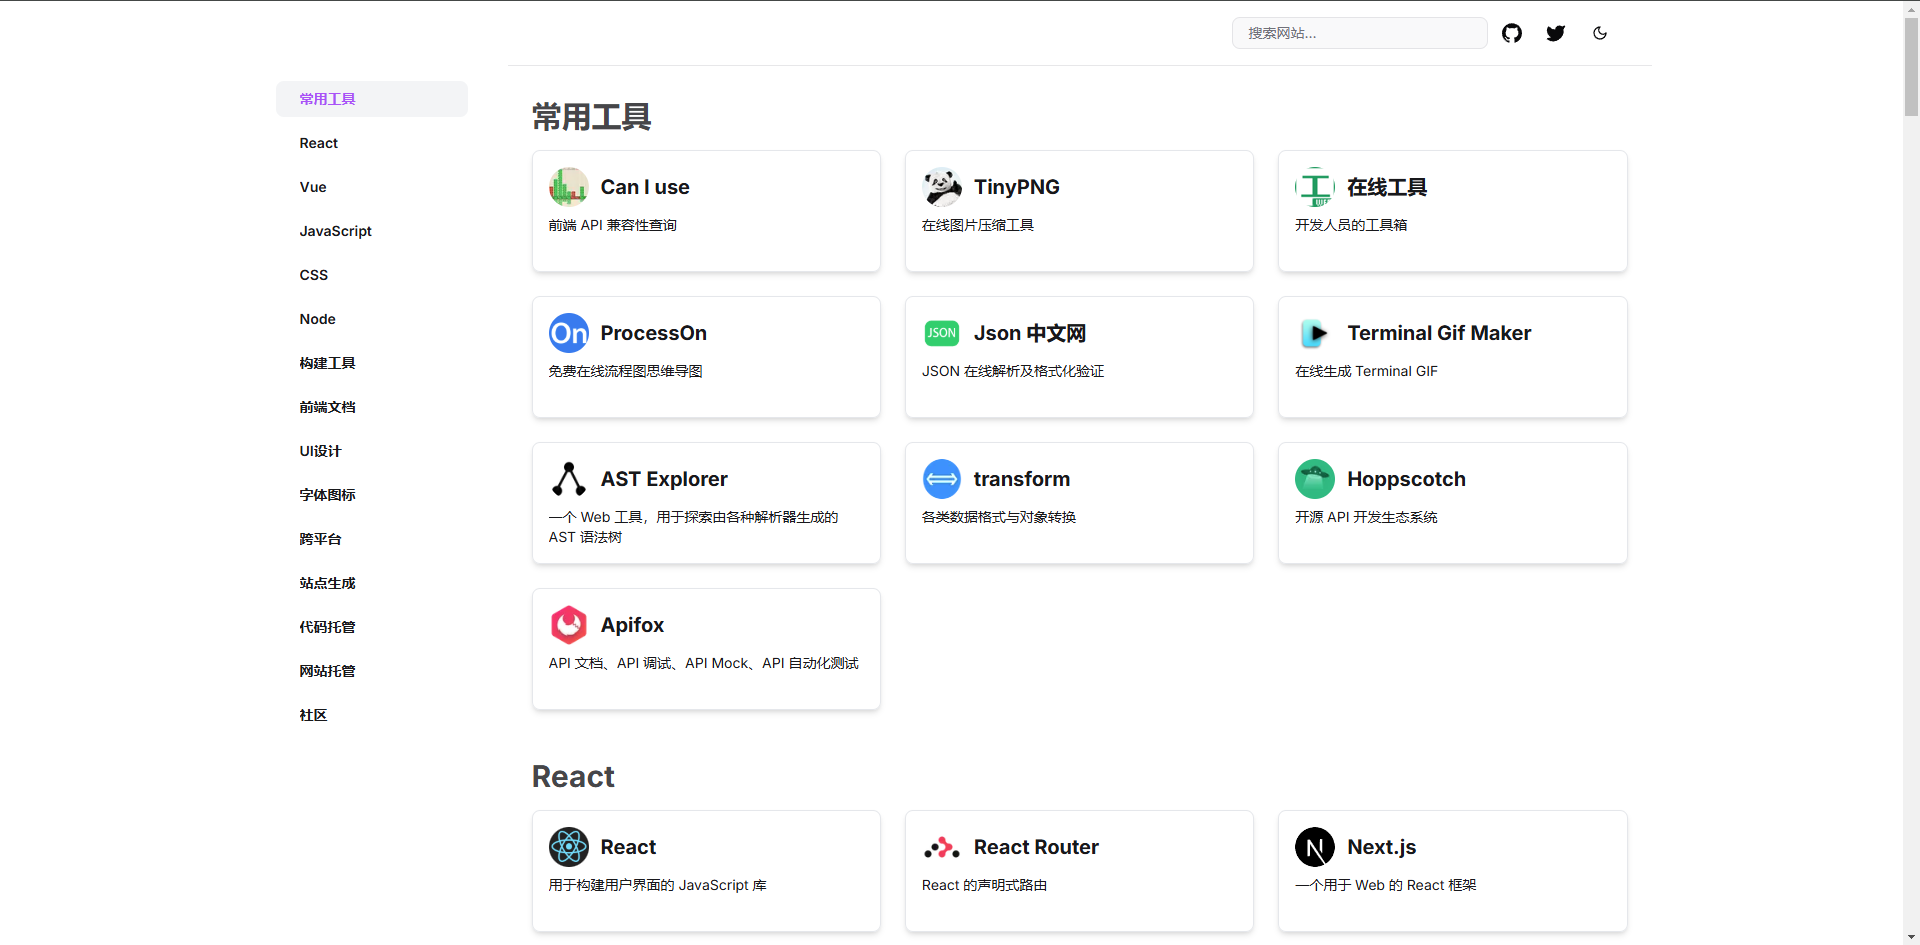 搜索网站...
常用工具
React
Vue
JavaScript
CSS
Node
构建工具
前端文档
UI设计
字体图标
跨平台
站点生成
代码托管
网站托管
社区
常用工具
Can I use
前端 API 兼容性查询
TinyPNG
在线图片压缩工具
工
WEB
在线工具
开发人员的工具箱
On
ProcessOn
免费在线流程图思维导图
JSON
Json 中文网
JSON 在线解析及格式化验证
Terminal Gif Maker
在线生成 Terminal GIF
AST Explorer
一个 Web 工具，用于探索由各种解析器生成的
AST 语法树
transform
各类数据格式与对象转换
Hoppscotch
开源 API 开发生态系统
Apifox
API 文档、API 调试、API Mock、API 自动化测试
React
React
用于构建用户界面的 JavaScript 库
React Router
React 的声明式路由
N
Next.js
一个用于 Web 的 React 框架